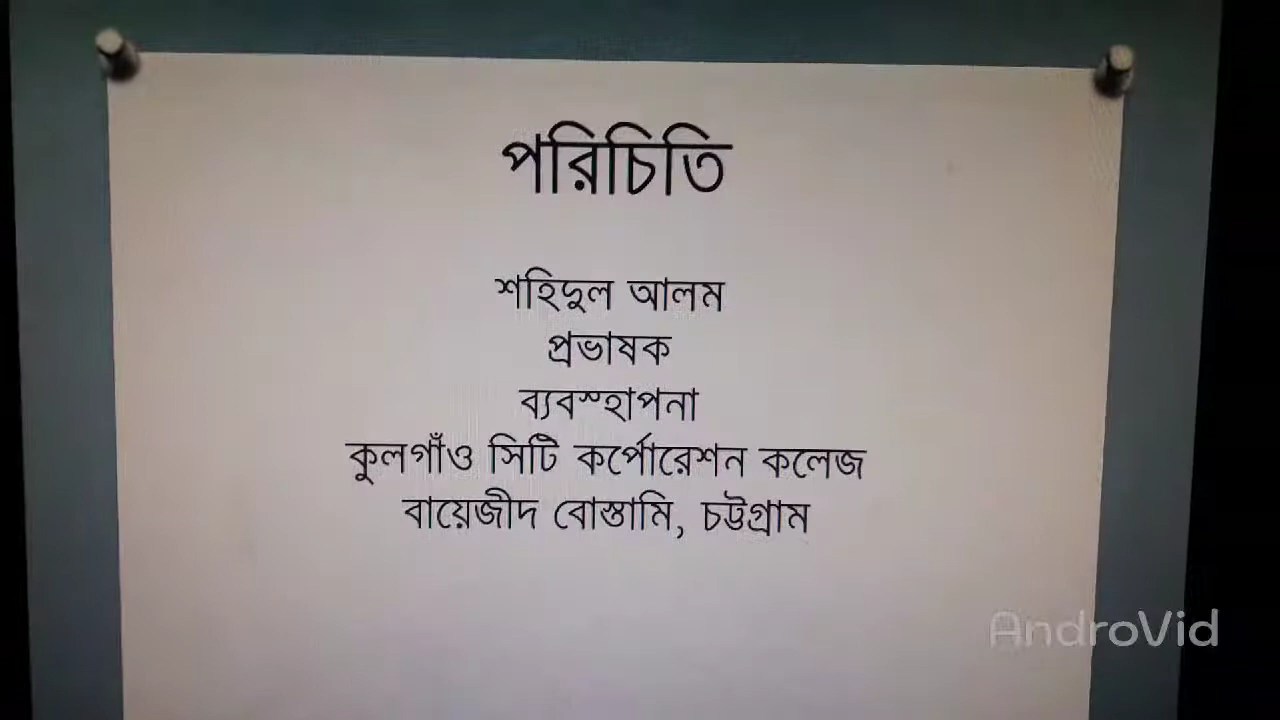 পরিচিতি
শহিদুল আলম
প্রভাষক
ব্যবস্হাপনা
কুলগাঁও সিটি কর্পোরেশন কলেজ
বায়েজীদ বোস্তামি, চট্টগ্রাম
AndroVid